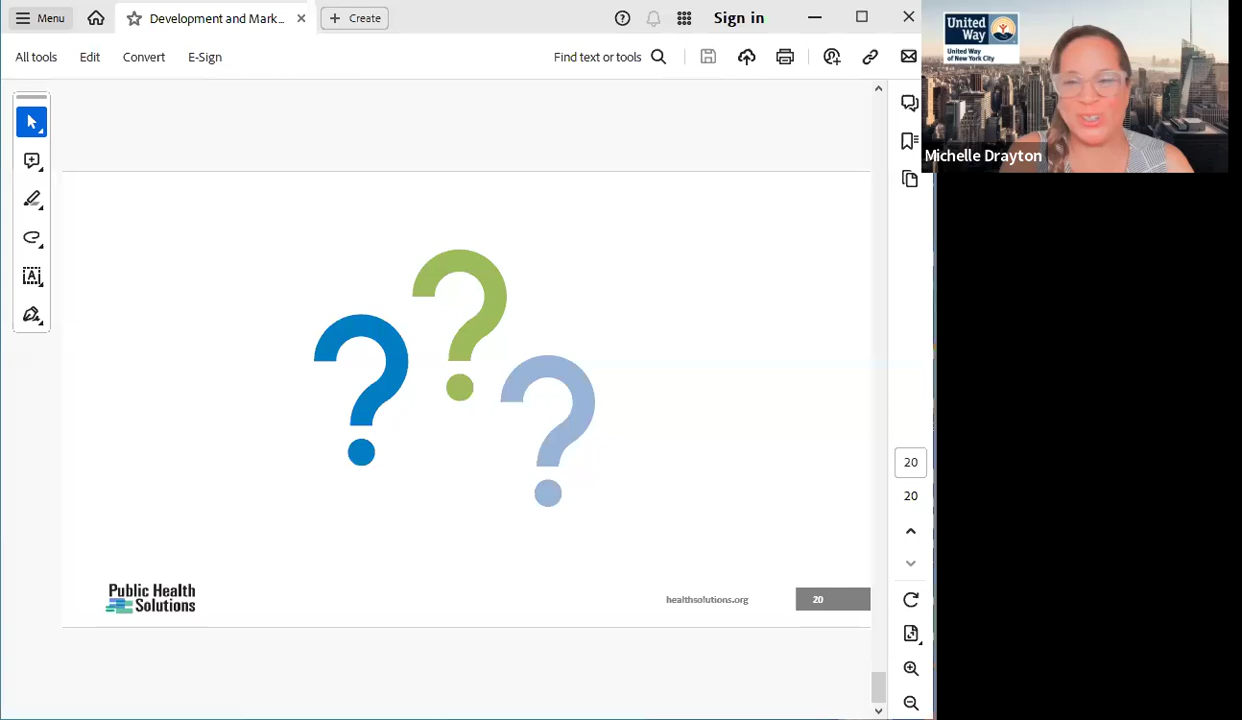 Menu
Development and Mark...
Create
Sign in
All tools
Edit
Convert
E-Sign
Find text or tools
United
Way
United Way
of New York City
Michelle Drayton
? ? ?
20
20
Public Health
Solutions
healthsolutions.org
20